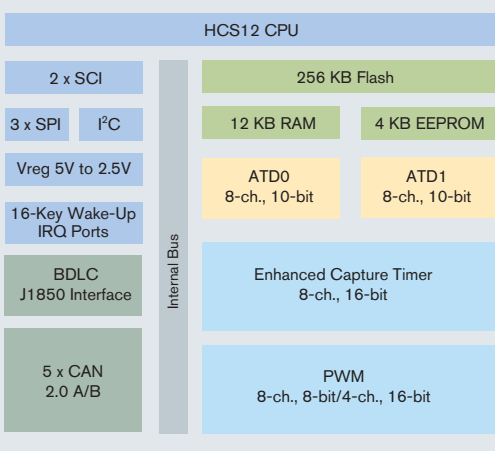 HCS12 CPU
2 x SCI
3 x SPI
I²C
Vreg 5V to 2.5V
16-Key Wake-Up
IRQ Ports
BDLC
J1850 Interface
5 x CAN
2.0 A/B
Internal Bus
256 KB Flash
12 KB RAM
4 KB EEPROM
ATD0
8-ch., 10-bit
ATD1
8-ch., 10-bit
Enhanced Capture Timer
8-ch., 16-bit
PWM
8-ch., 8-bit/4-ch., 16-bit